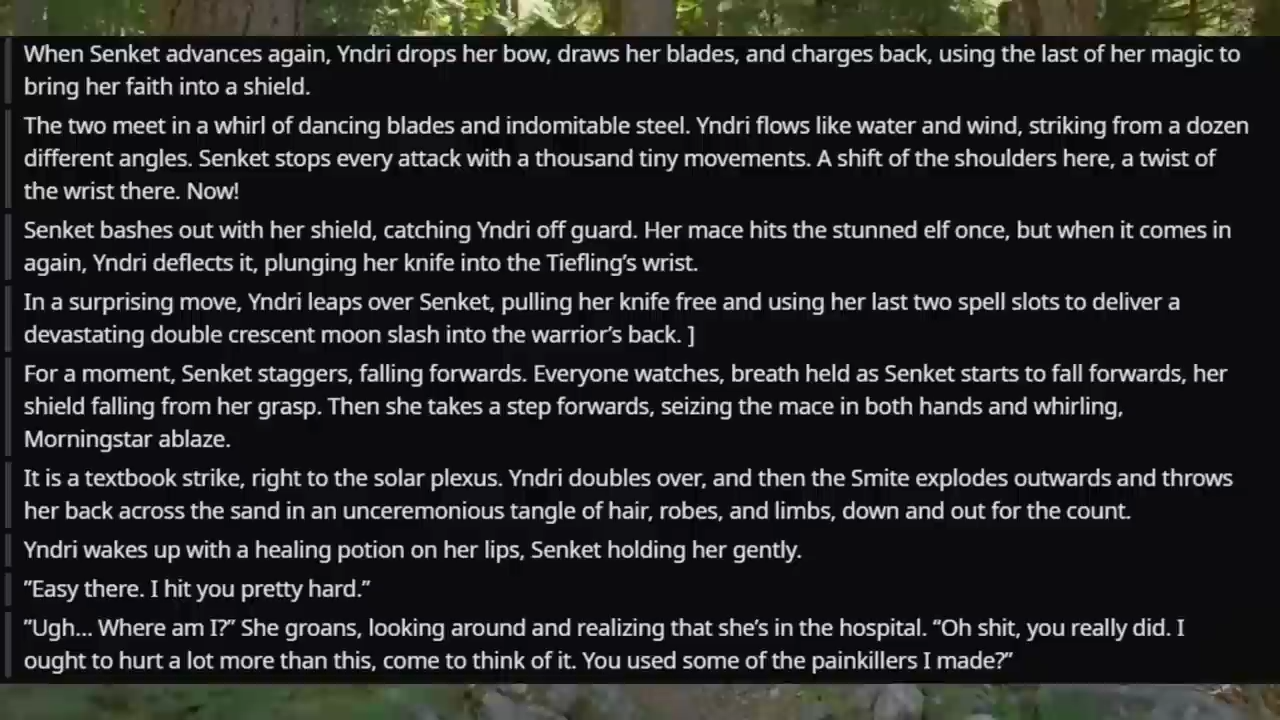 When Senket advances again, Yndri drops her bow, draws her blades, and charges back, using the last of her magic to
bring her faith into a shield.
The two meet in a whirl of dancing blades and indomitable steel. Yndri flows like water and wind, striking from a dozen
different angles. Senket stops every attack with a thousand tiny movements. A shift of the shoulders here, a twist of
the wrist there. Now!
Senket bashes out with her shield, catching Yndri off guard. Her mace hits the stunned elf once, but when it comes in
again, Yndri deflects it, plunging her knife into the Tiefling’s wrist.
In a surprising move, Yndri leaps over Senket, pulling her knife free and using her last two spell slots to deliver a
devastating double crescent moon slash into the warrior’s back. ]
For a moment, Senket staggers, falling forwards. Everyone watches, breath held as Senket starts to fall forwards, her
shield falling from her grasp. Then she takes a step forwards, seizing the mace in both hands and whirling,
Morningstar ablaze.
It is a textbook strike, right to the solar plexus. Yndri doubles over, and then the Smite explodes outwards and throws
her back across the sand in an unceremonious tangle of hair, robes, and limbs, down and out for the count.
Yndri wakes up with a healing potion on her lips, Senket holding her gently.
”Easy there. I hit you pretty hard.”
”Ugh... Where am I?” She groans, looking around and realizing that she’s in the hospital. “Oh shit, you really did. I
ought to hurt a lot more than this, come to think of it. You used some of the painkillers I made?”